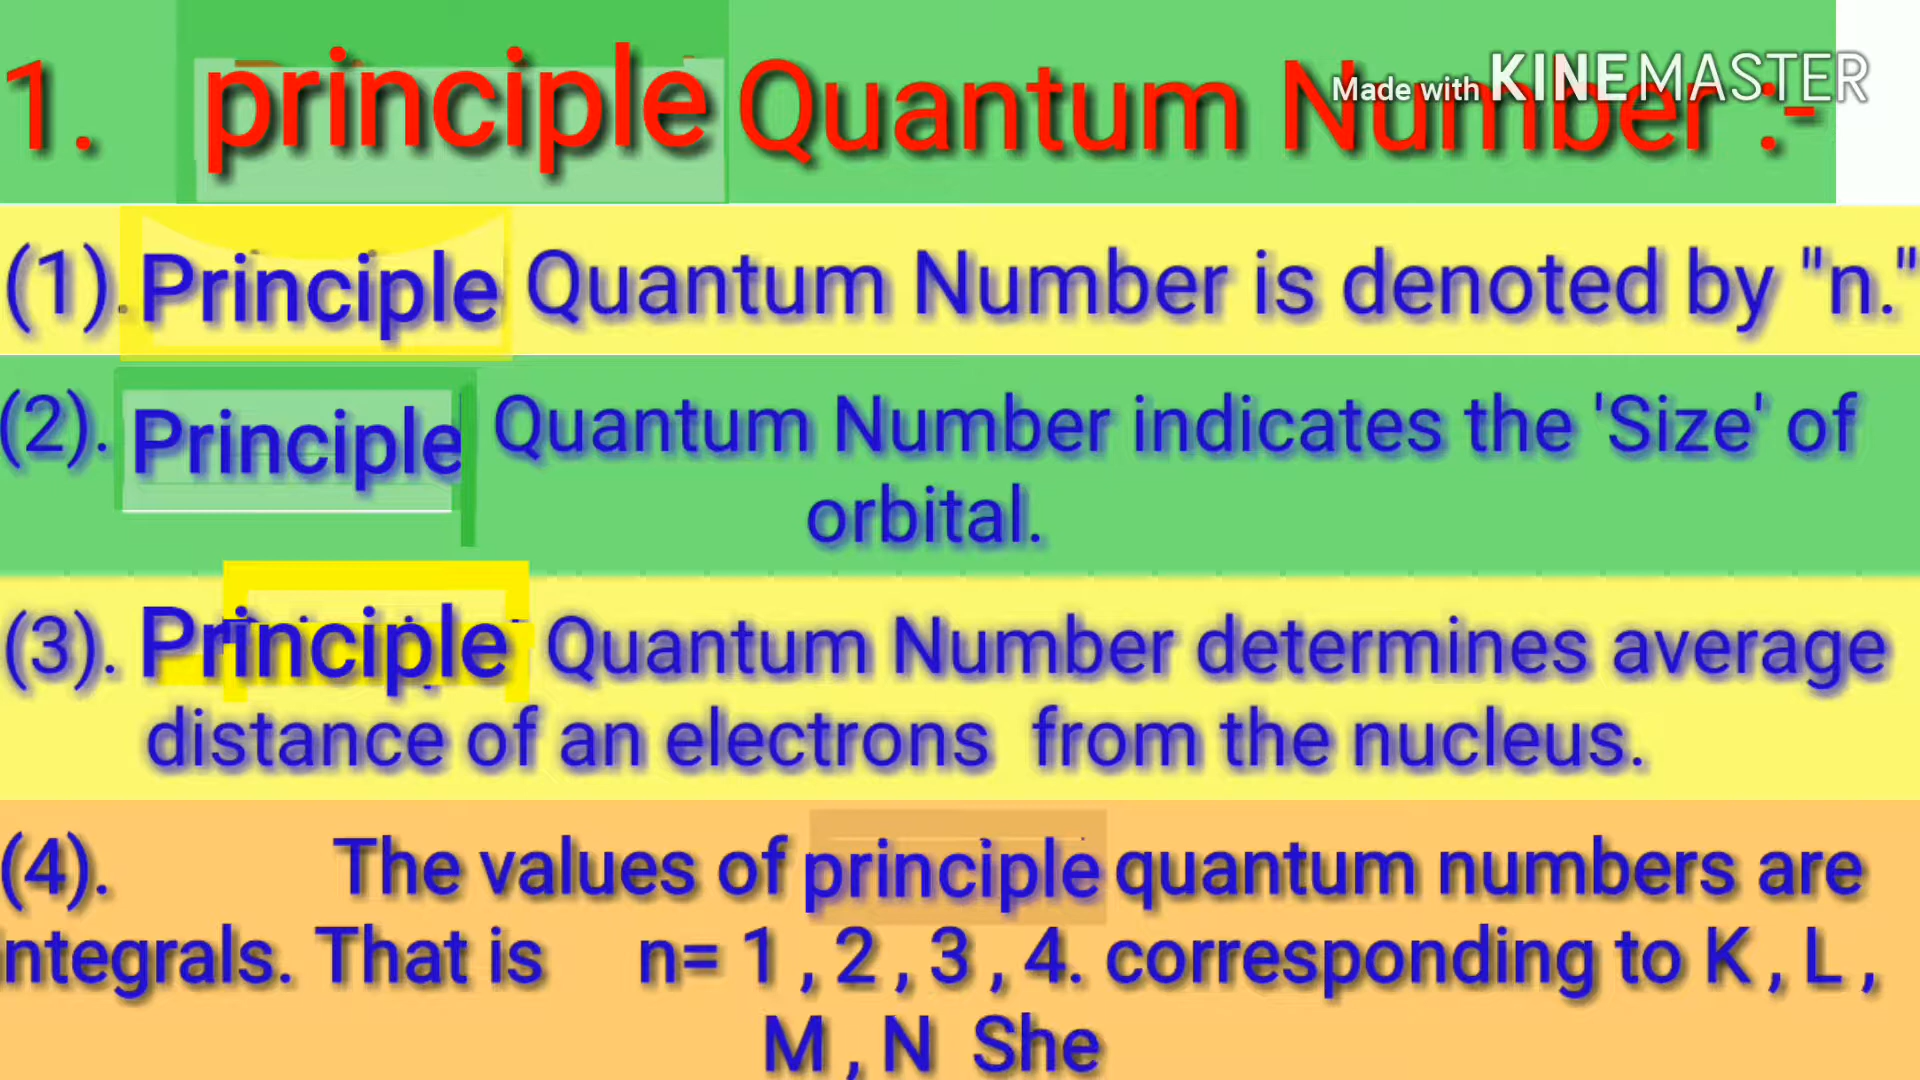 1. principle Quantum Number :-
Made with KINEMASTER
(1). Principle Quantum Number is denoted by "n."
(2). Principle Quantum Number indicates the 'Size' of
orbital.
(3). Principle Quantum Number determines average
distance of an electrons from the nucleus.
(4). The values of principle quantum numbers are
ntegrals. That is n= 1 , 2 , 3 , 4. corresponding to K , L ,
M , N She